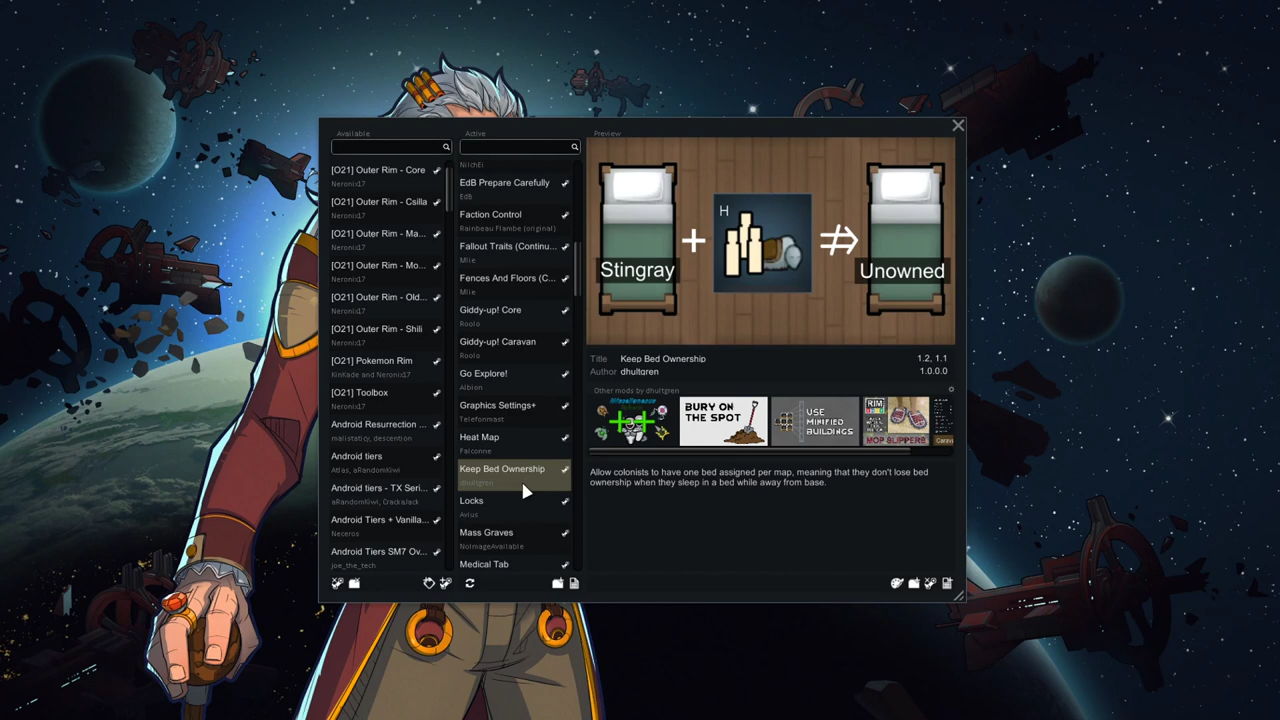 Available
Active
Preview
[O21] Outer Rim - Core
Neronix17
[O21] Outer Rim - Csilla
Neronix17
[O21] Outer Rim - Ma...
Neronix17
[O21] Outer Rim - Mo...
Neronix17
[O21] Outer Rim - Old...
Neronix17
[O21] Outer Rim - Shili
Neronix17
[O21] Pokemon Rim
KinKade and Neronix17
[O21] Toolbox
Neronix17
Android Resurrection ...
malistaticy, descention
Android tiers
Atlas, aRandomKiwi
Android tiers - TX Seri...
aRandomKiwi, CrackaJack
Android Tiers + Vanilla...
Neceros
Android Tiers SM7 Ov...
joe_the_tech
NilchEi
EdB Prepare Carefully
EdB
Faction Control
Rainbeau Flambe (original)
Fallout Traits (Continu...
Mlie
Fences And Floors (C...
Mlie
Giddy-up! Core
Roolo
Giddy-up! Caravan
Roolo
Go Explore!
Albion
Graphics Settings+
Telefonmast
Heat Map
Falconne
Keep Bed Ownership
dhultgren
Locks
Avius
Mass Graves
NoImageAvailable
Medical Tab
Stingray
+
H
Unowned
Title Keep Bed Ownership 1.2, 1.1
Author dhultgren 1.0.0.0
Other mods by dhultgren
BURY ON
THE SPOT
USE
MINIFIED
BUILDINGS
RIM
MOP SLIPPERS
Allow colonists to have one bed assigned per map, meaning that they don't lose bed
ownership when they sleep in a bed while away from base.